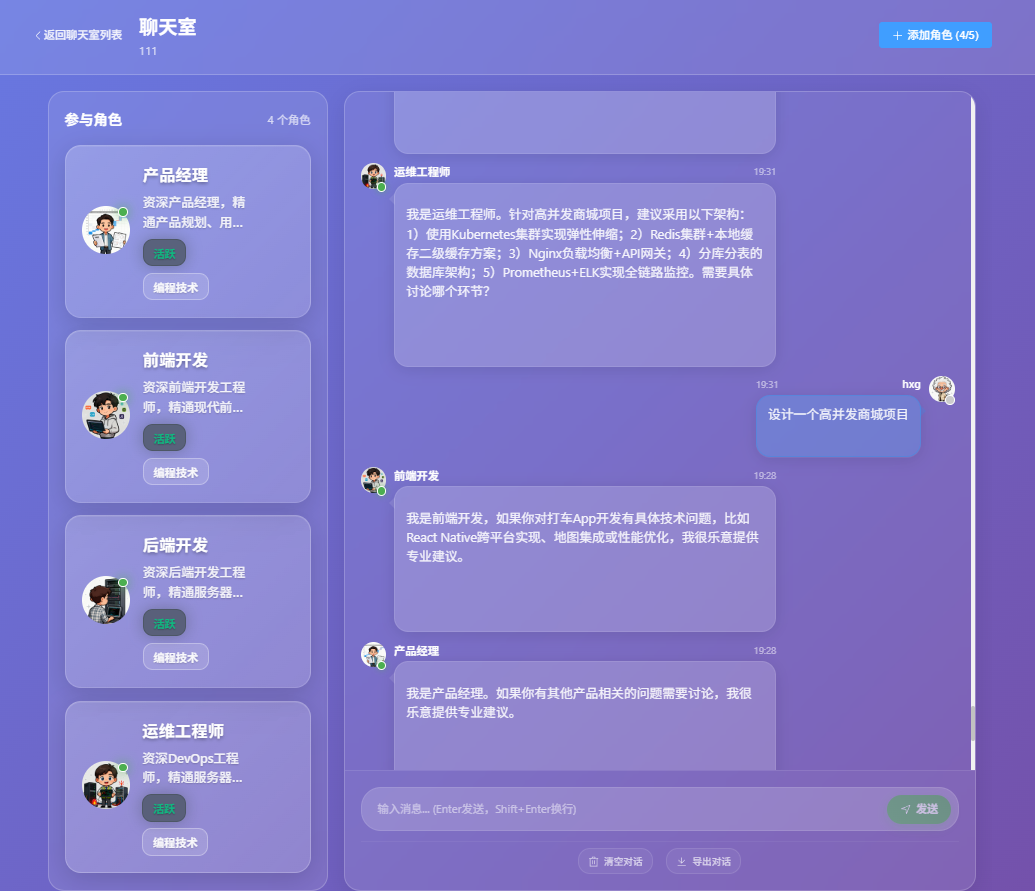 返回聊天室列表
聊天室
111
添加角色 (4/5)
参与角色
4 个角色
产品经理
资深产品经理，精
通产品规划、用...
活跃
编程技术
前端开发
资深前端开发工程
师，精通现代前...
活跃
编程技术
后端开发
资深后端开发工程
师，精通服务器...
活跃
编程技术
运维工程师
资深DevOps工程
师，精通服务器...
活跃
编程技术
运维工程师
19:31
我是运维工程师。针对高并发商城项目，建议采用以下架构：
1）使用Kubernetes集群实现弹性伸缩；2）Redis集群+本地缓
存二级缓存方案；3）Nginx负载均衡+API网关；4）分库分表的
数据库架构；5）Prometheus+ELK实现全链路监控。需要具体
讨论哪个环节？
19:31
hxg
设计一个高并发商城项目
前端开发
19:28
我是前端开发，如果你对打车App开发有具体技术问题，比如
React Native跨平台实现、地图集成或性能优化，我很乐意提供
专业建议。
产品经理
19:28
我是产品经理。如果你有其他产品相关的问题需要讨论，我很
乐意提供专业建议。
输入消息... (Enter发送，Shift+Enter换行)
发送
清空对话
导出对话